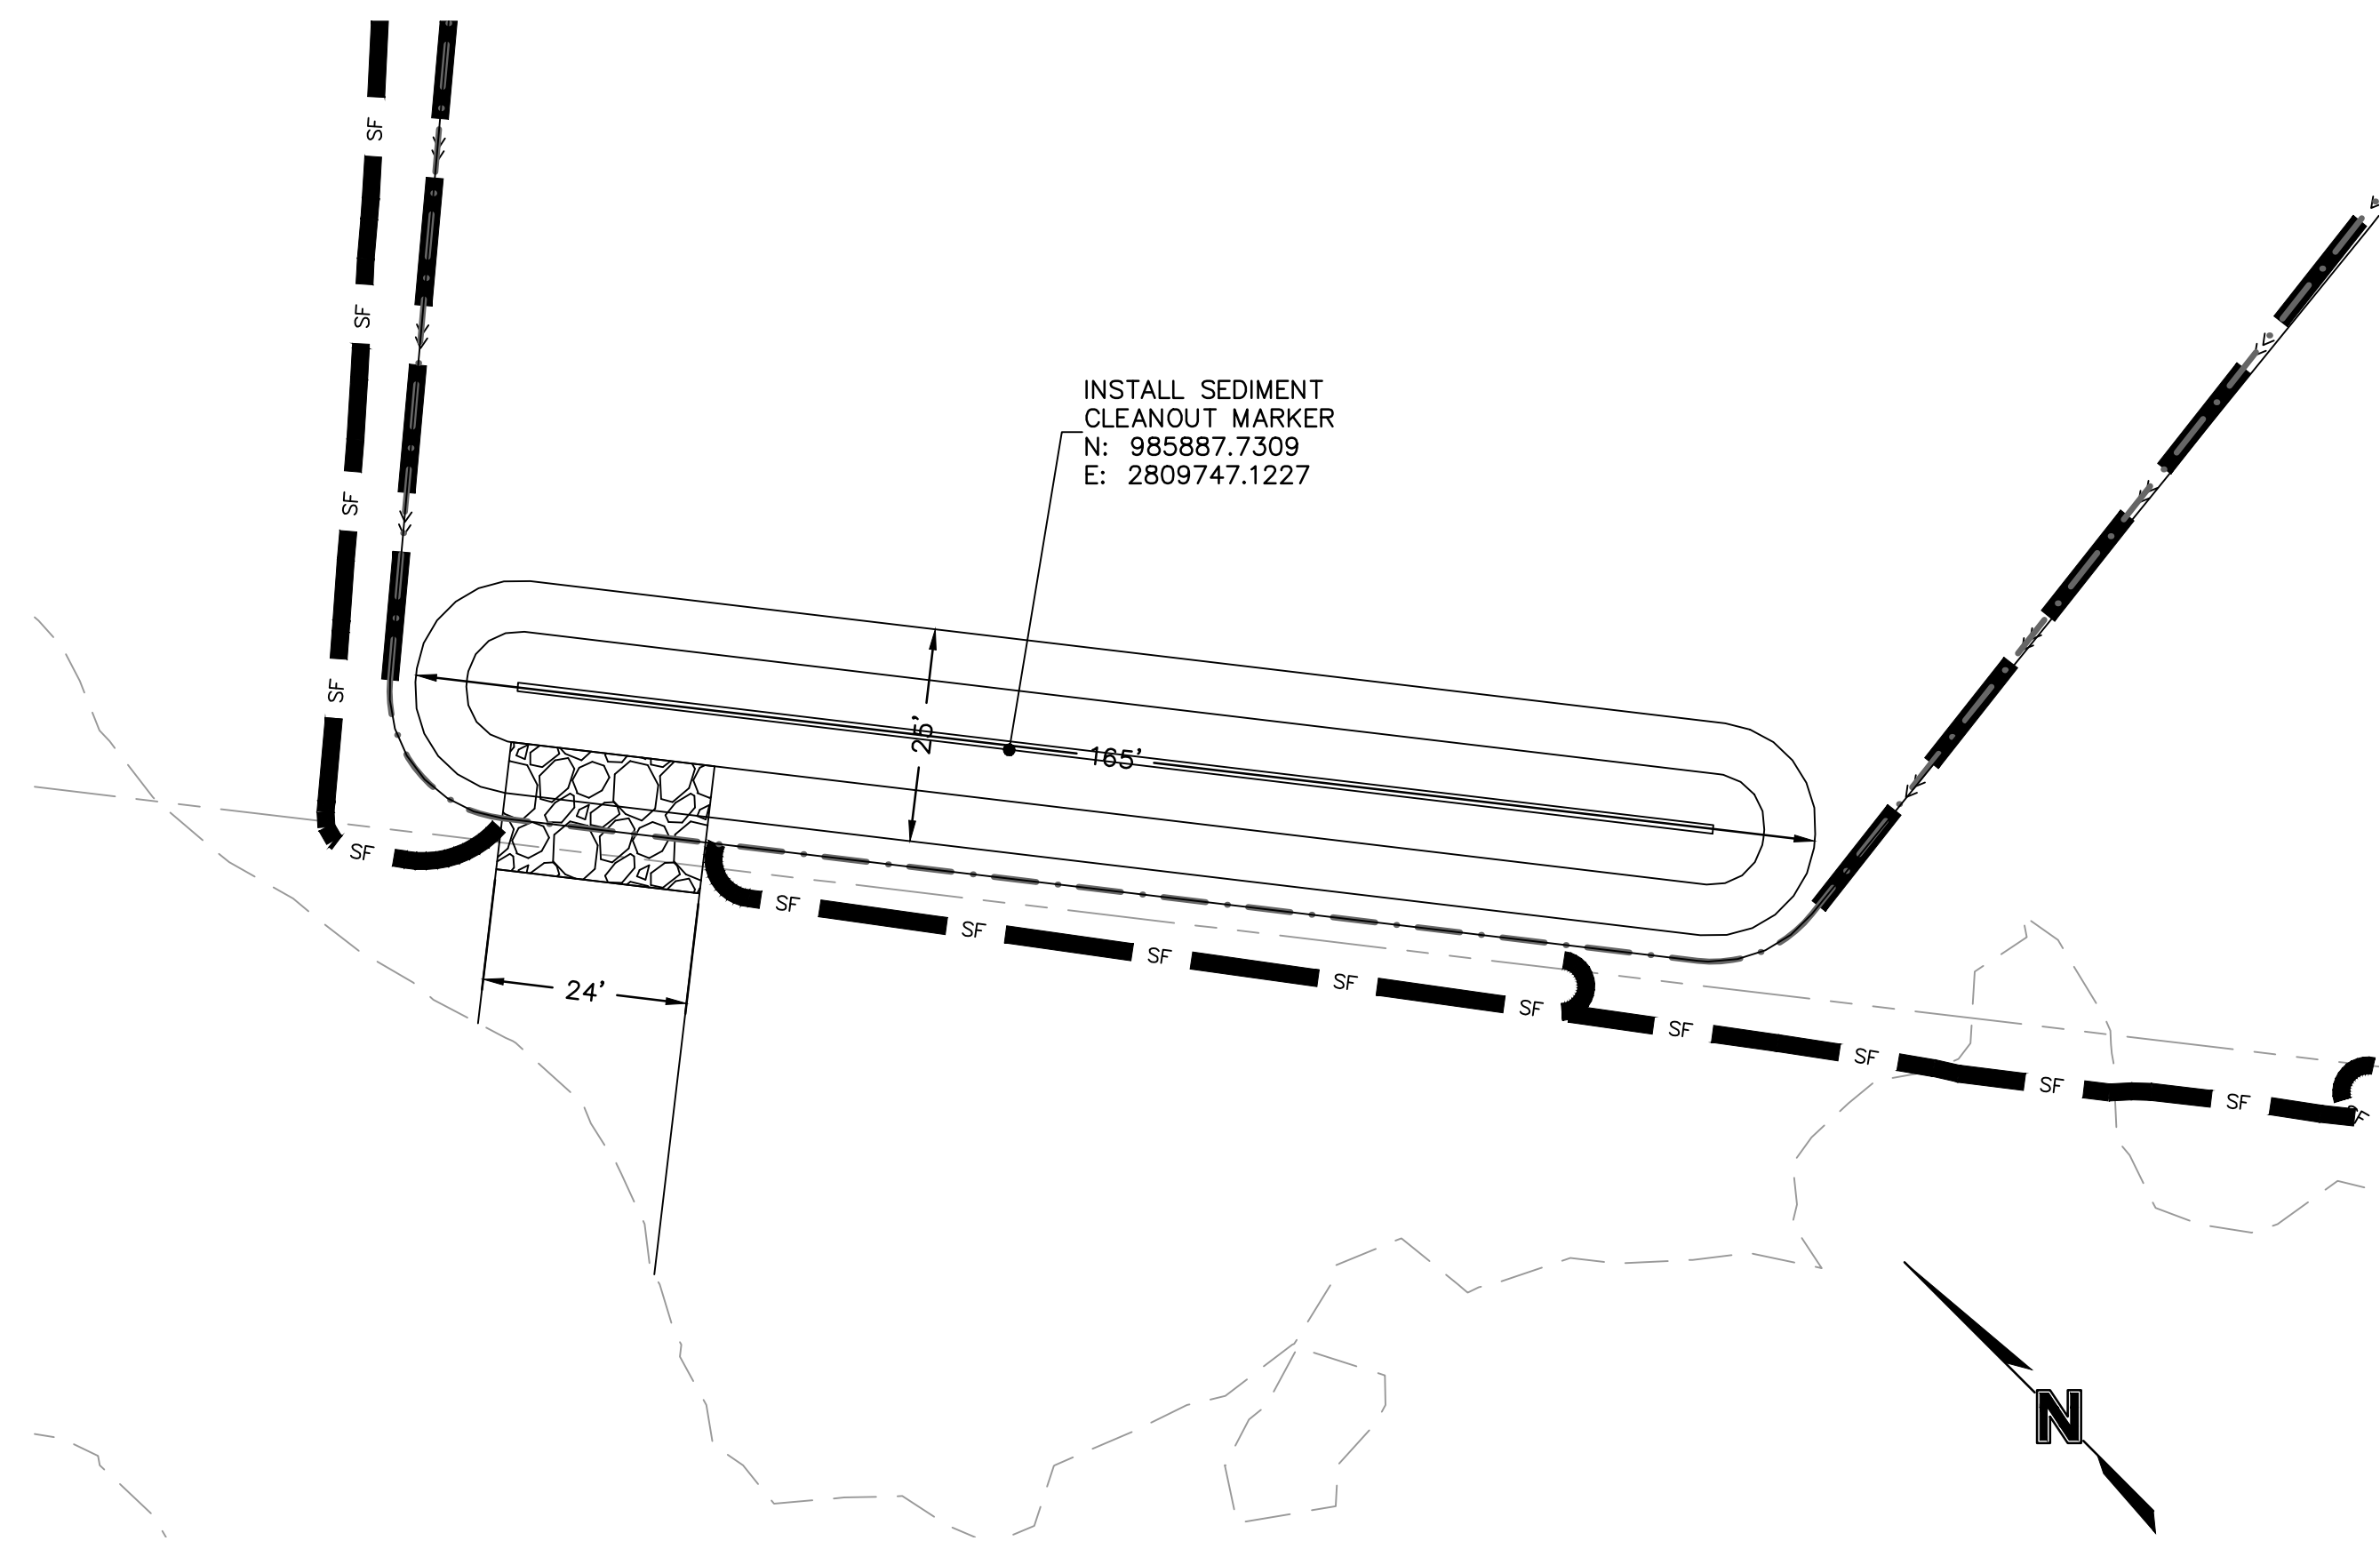 SF
SF
INSTALL SEDIMENT
CLEANOUT MARKER
N: 985887.7309
E: 2809747.1227
SF
SF
25'
165'
SF
SF
SF
SF
SF
24'
SF
SF
SF
SF
SF
SF
N